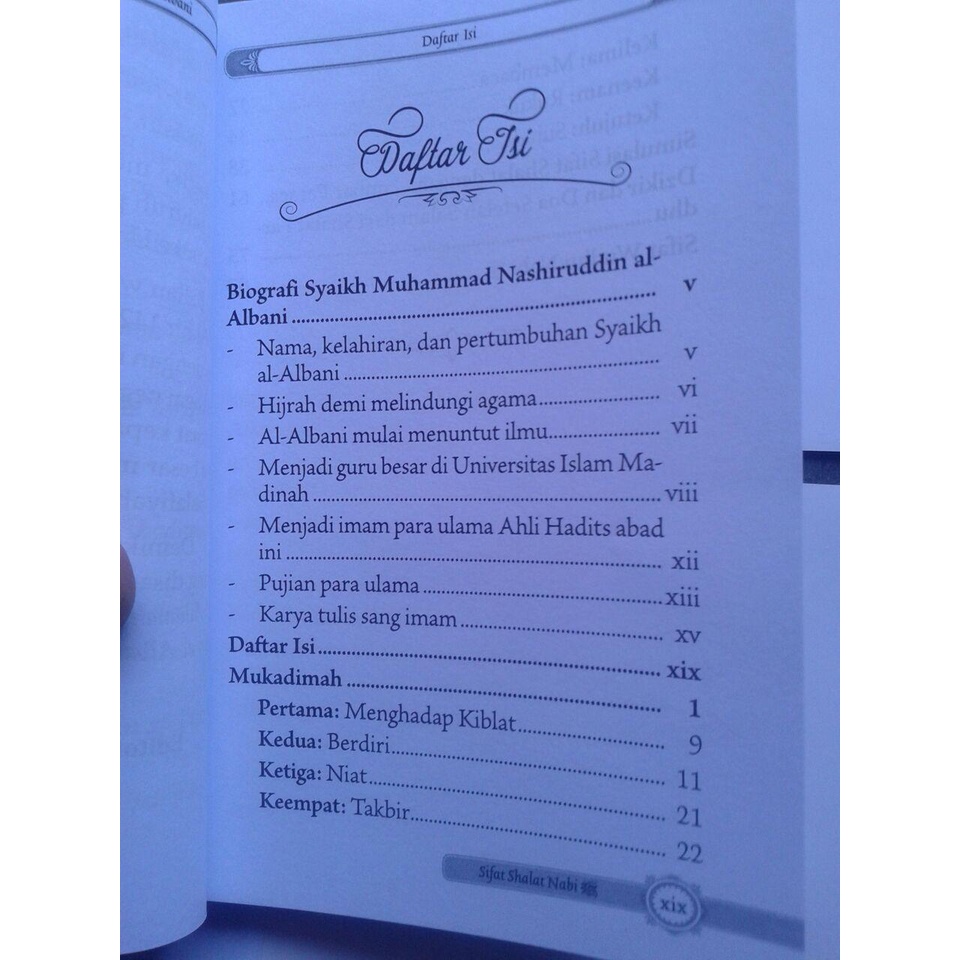 Daftar Isi
Daftar Isi
Biografi Syaikh Muhammad Nashiruddin al-
Albani .......... v
- Nama, kelahiran, dan pertumbuhan Syaikh
al-Albani .......... v
- Hijrah demi melindungi agama .......... vi
- Al-Albani mulai menuntut ilmu .......... vii
- Menjadi guru besar di Universitas Islam Ma-
dinah .......... viii
- Menjadi imam para ulama Ahli Hadits abad
ini .......... xii
- Pujian para ulama .......... xiii
- Karya tulis sang imam .......... xv
Daftar Isi .......... xix
Mukadimah .......... 1
Pertama: Menghadap Kiblat .......... 9
Kedua: Berdiri .......... 11
Ketiga: Niat .......... 21
Keempat: Takbir .......... 22
Sifat Shalat Nabi ﷺ
xix